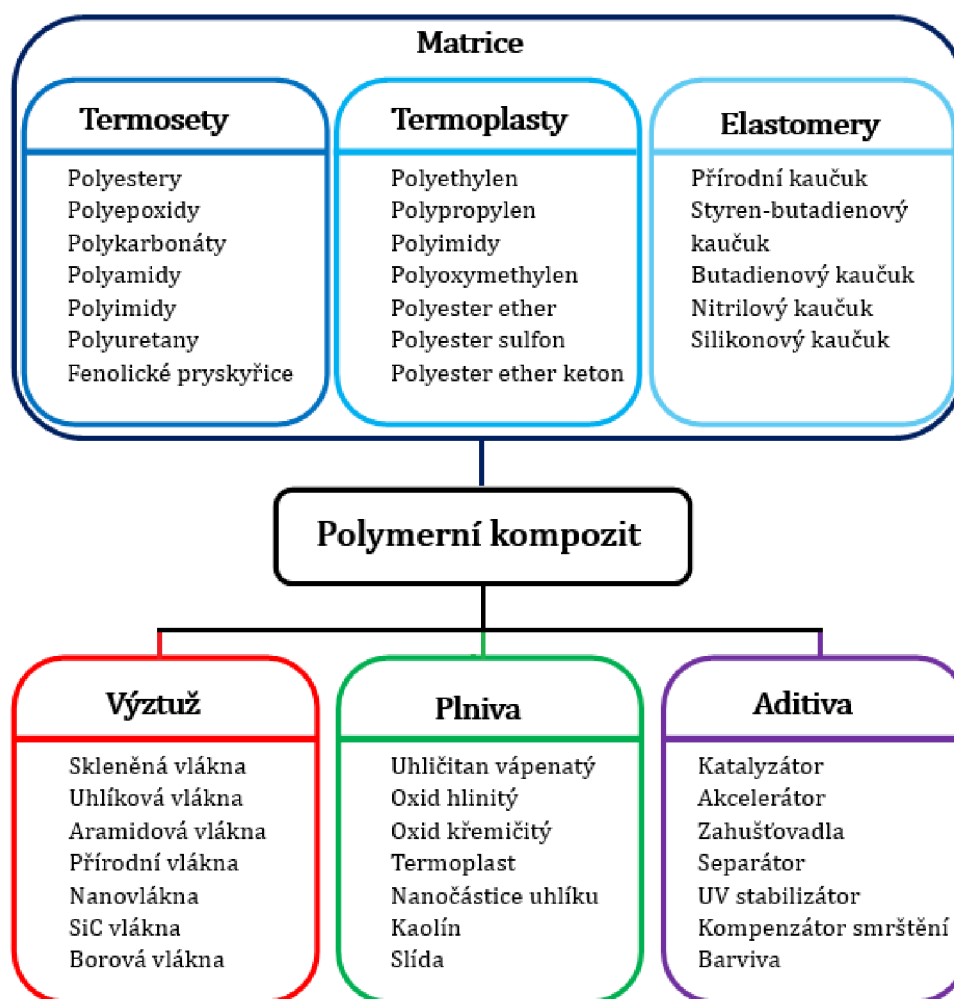 Matrice
Termosety
Polyestery
Polyepoxidy
Polykarbonáty
Polyamidy
Polyimidy
Polyuretany
Fenolické pryskyřice
Termoplasty
Polyethylen
Polypropylen
Polyimidy
Polyoxymethylen
Polyester ether
Polyester sulfon
Polyester ether keton
Elastomery
Přírodní kaučuk
Styren-butadienový
kaučuk
Butadienový kaučuk
Nitrilový kaučuk
Silikonový kaučuk
Polymerní kompozit
Výztuž
Skleněná vlákna
Uhlíková vlákna
Aramidová vlákna
Přírodní vlákna
Nanovlákna
SiC vlákna
Borová vlákna
Plniva
Uhličitan vápenatý
Oxid hlinitý
Oxid křemičitý
Termoplast
Nanočástice uhlíku
Kaolín
Slída
Aditiva
Katalyzátor
Akcelerátor
Zahušťovadla
Separátor
UV stabilizátor
Kompenzátor smrštění
Barviva